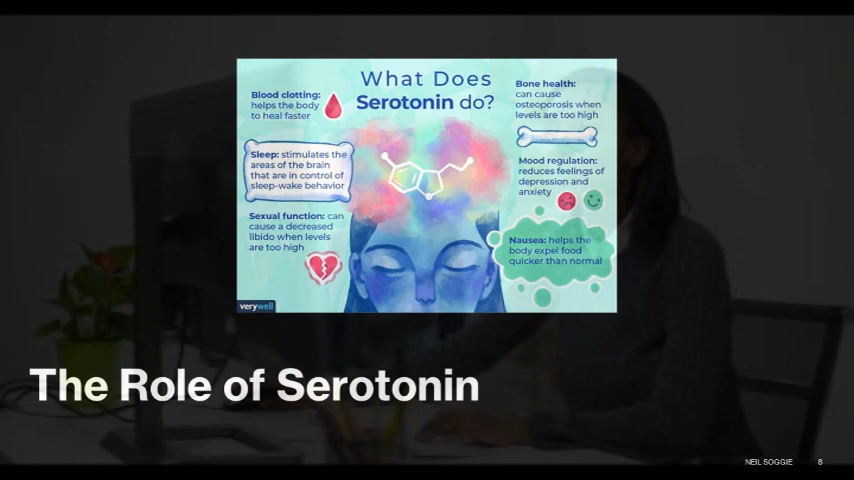 What Does
Serotonin do?
Blood clotting:
helps the body
to heal faster
Sleep: stimulates the
areas of the brain
that are in control of
sleep-wake behavior
Sexual function: can
cause a decreased
libido when levels
are too high
Bone health:
can cause
osteoporosis when
levels are too high
Mood regulation:
reduces feelings of
depression and
anxiety
Nausea: helps the
body expel food
quicker than normal
verywell
The Role of Serotonin
NEIL SOGGIE 8